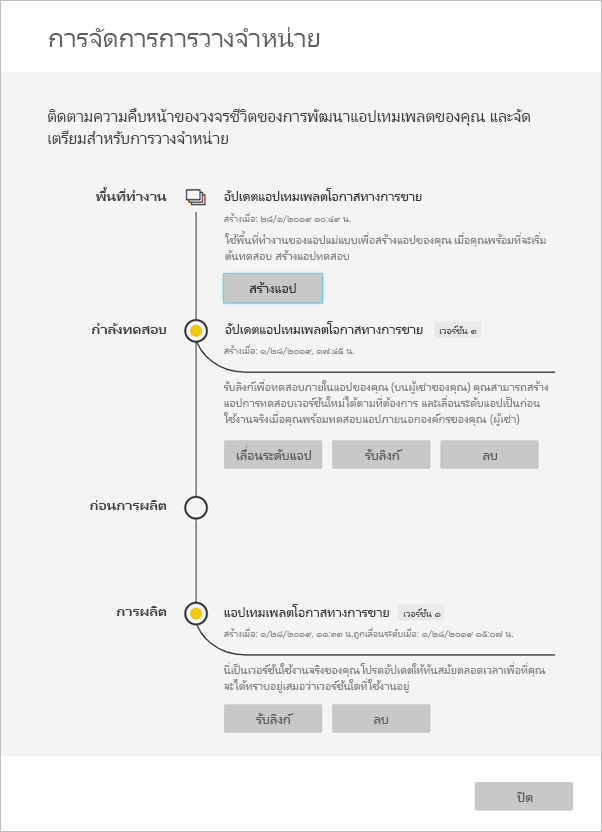 การจัดการการวางจำหน่าย
ติดตามความคืบหน้าของวงจรชีวิตของการพัฒนาแอปเทมเพลตของคุณ และจัด
เตรียมสำหรับการวางจำหน่าย
พื้นที่ทำงาน
อัปเดตแอปเทมเพลตโอกาสทางการขาย
สร้างเมื่อ: ๒๘/๑/๒๐๑๙ ๑๐:๔๙ น.
ใช้พื้นที่ทำงานของแอปแม่แบบเพื่อสร้างแอปของคุณ เมื่อคุณพร้อมที่จะเริ่ม
ต้นทดสอบ สร้างแอปทดสอบ
สร้างแอป
กำลังทดสอบ
อัปเดตแอปเทมเพลตโอกาสทางการขาย เวอร์ชัน ๓
สร้างเมื่อ: ๑/๒๘/๒๐๑๙, ๑๗:๔๕ น.
รับลิงก์เพื่อทดสอบภายในแอปของคุณ (บนผู้เช่าของคุณ) คุณสามารถสร้าง
แอปการทดสอบเวอร์ชันใหม่ได้ตามที่ต้องการ และเลื่อนระดับแอปเป็นก่อน
ใช้งานจริงเมื่อคุณพร้อมทดสอบแอปภายนอกองค์กรของคุณ (ผู้เช่า)
เลื่อนระดับแอป รับลิงก์ ลบ
ก่อนการผลิต
การผลิต
แอปเทมเพลตโอกาสทางการขาย เวอร์ชัน ๑
สร้างเมื่อ: ๑/๒๘/๒๐๑๙, ๑๑:๓๓ น.ถูกเลื่อนระดับเมื่อ: ๑/๒๘/๒๐๑๙ ๑๕:๐๗ น.
นี่เป็นเวอร์ชันใช้งานจริงของคุณ โปรดอัปเดตให้ทันสมัยตลอดเวลาเพื่อที่คุณ
จะได้ทราบอยู่เสมอว่าเวอร์ชันใดที่ใช้งานอยู่
รับลิงก์ ลบ
ปิด